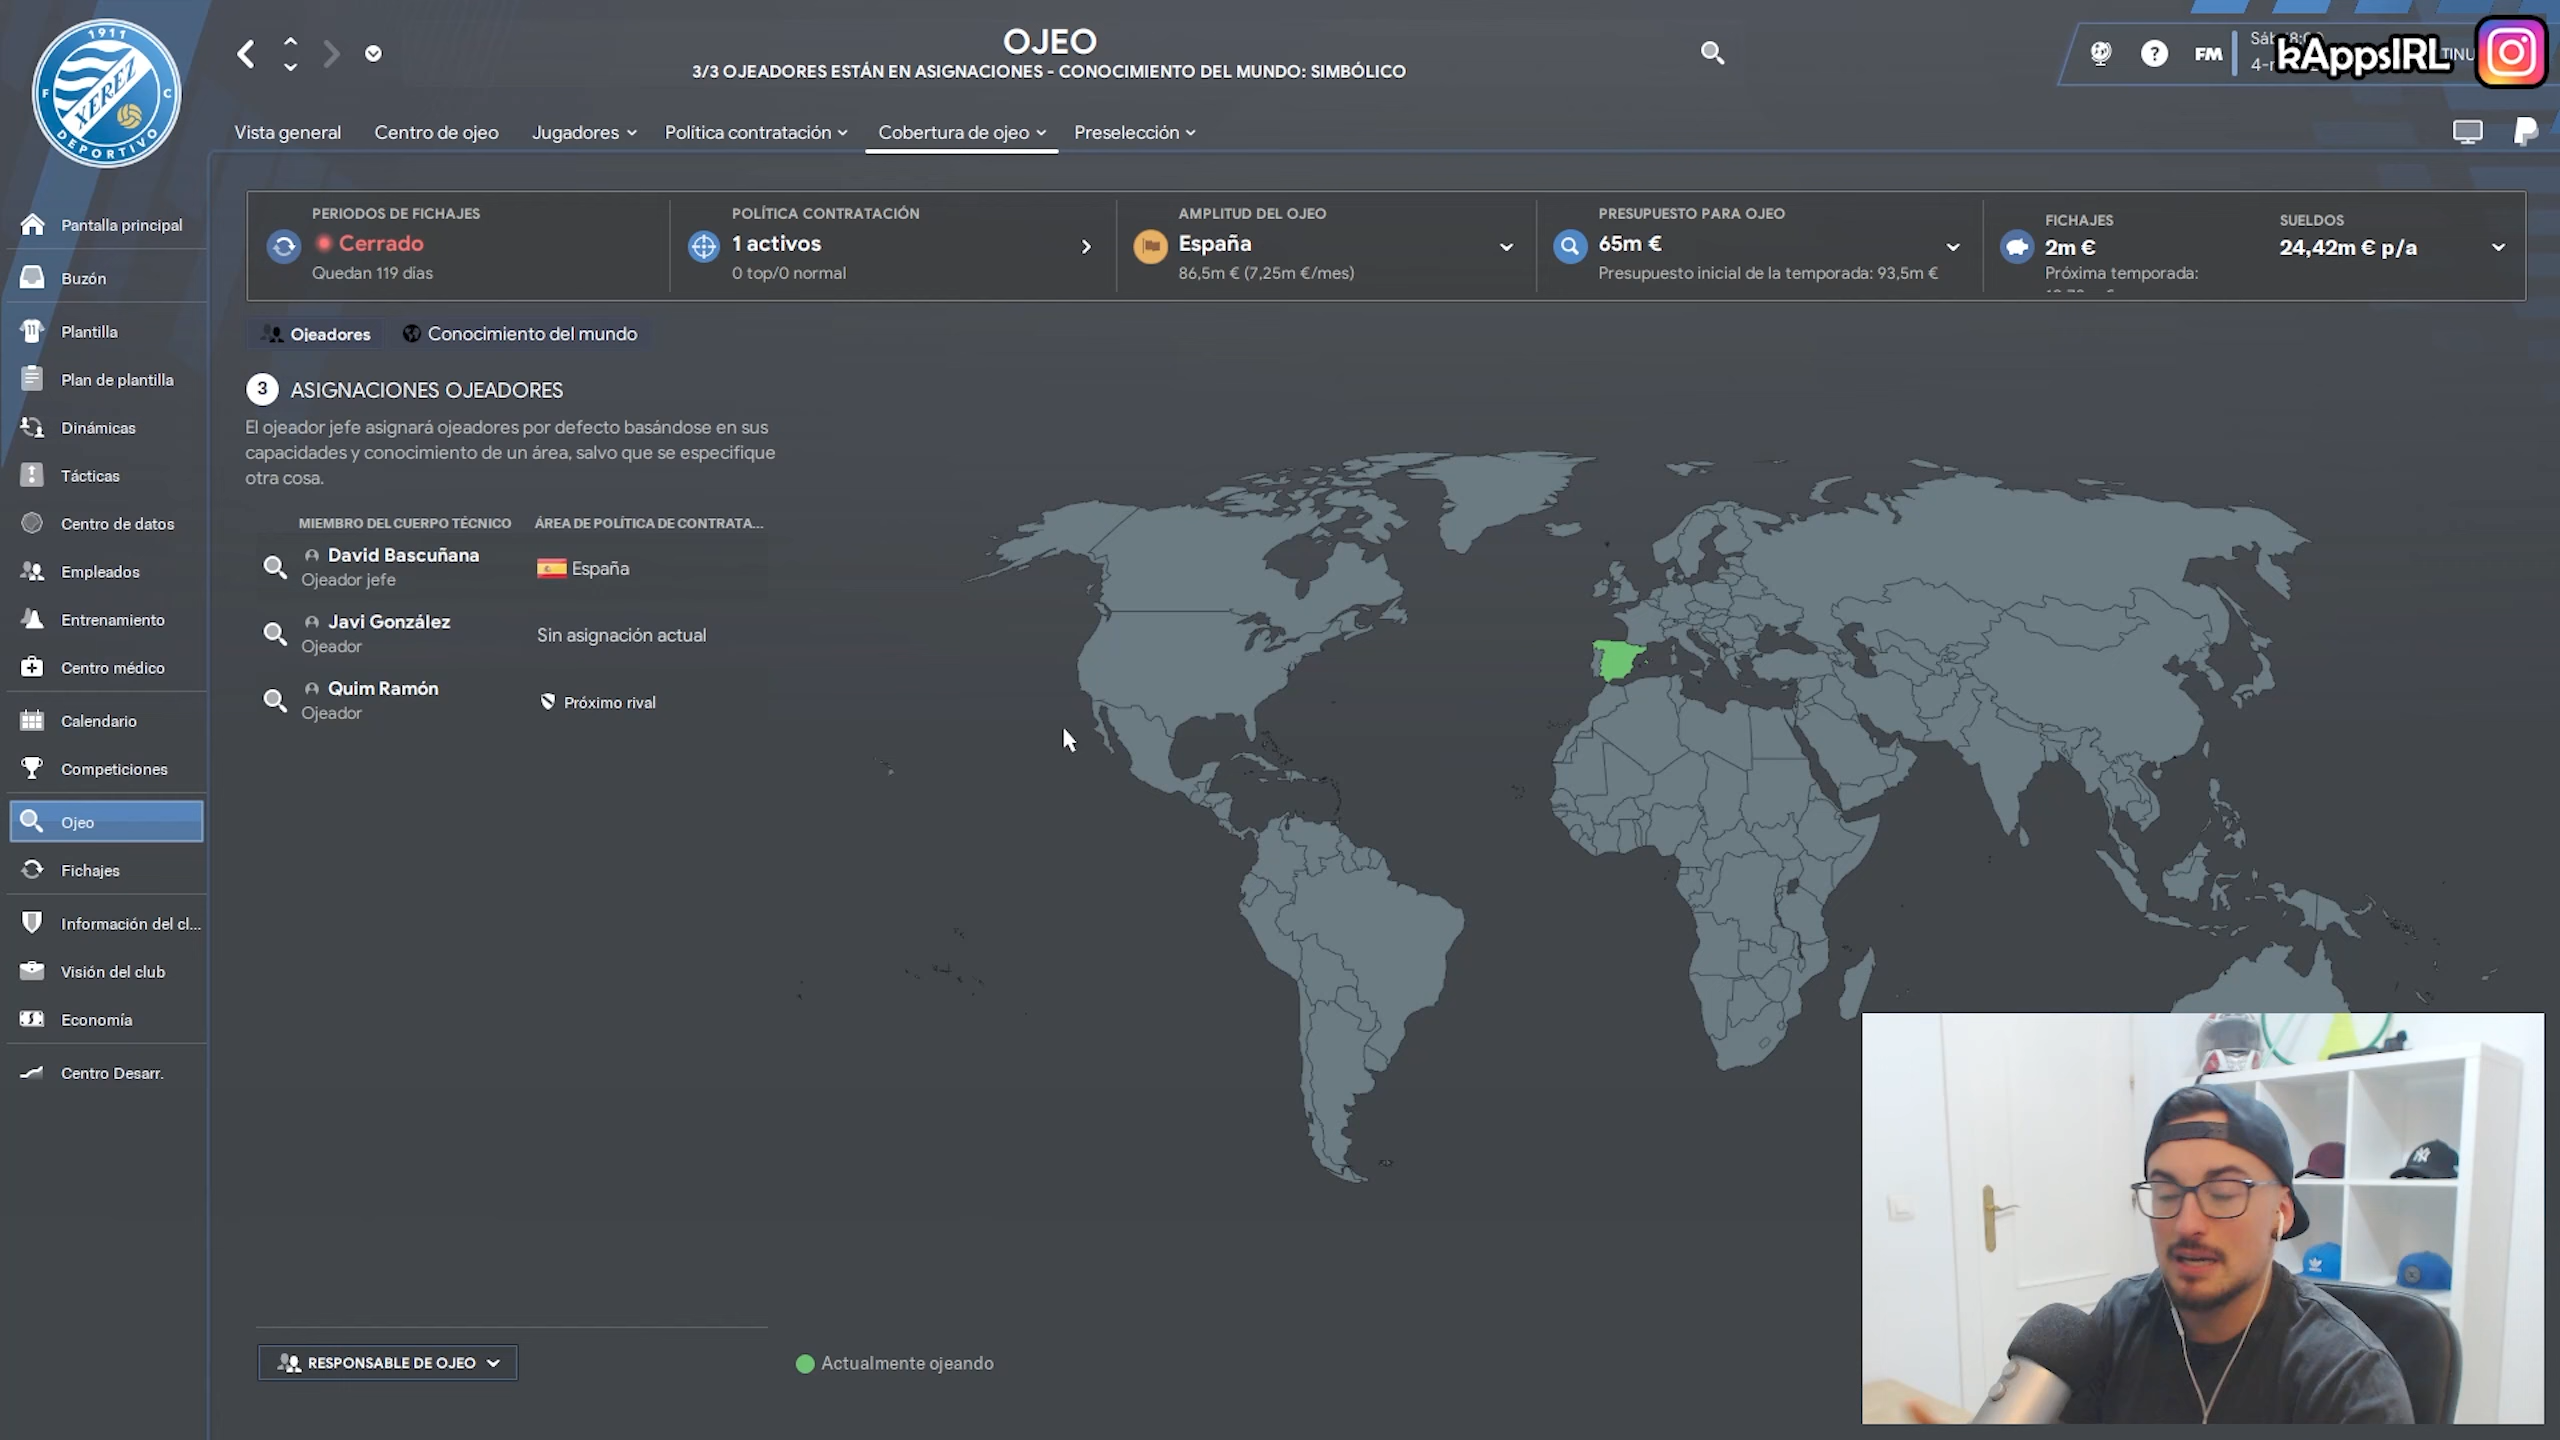 1911
XEREZ
F C
DEPORTIVO
OJEO
3/3 OJEADORES ESTÁN EN ASIGNACIONES - CONOCIMIENTO DEL MUNDO: SIMBÓLICO
FM
kAppsIRL
Vista general
Centro de ojeo
Jugadores
Política contratación
Cobertura de ojeo
Preselección
Pantalla principal
Buzón
Plantilla
Plan de plantilla
Dinámicas
Tácticas
Centro de datos
Empleados
Entrenamiento
Centro médico
Calendario
Competiciones
Ojeo
Fichajes
Información del cl...
Visión del club
Economía
Centro Desarr.
PERIODOS DE FICHAJES
Cerrado
Quedan 119 días
POLÍTICA CONTRATACIÓN
1 activos
0 top/0 normal
AMPLITUD DEL OJEO
España
86,5m € (7,25m €/mes)
PRESUPUESTO PARA OJEO
65m €
Presupuesto inicial de la temporada: 93,5m €
FICHAJES
2m €
Próxima temporada:
SUELDOS
24,42m € p/a
Ojeadores
Conocimiento del mundo
3 ASIGNACIONES OJEADORES
El ojeador jefe asignará ojeadores por defecto basándose en sus
capacidades y conocimiento de un área, salvo que se especifique
otra cosa.
MIEMBRO DEL CUERPO TÉCNICO ÁREA DE POLÍTICA DE CONTRATA...
David Bascuñana
Ojeador jefe
España
Javi González
Ojeador
Sin asignación actual
Quim Ramón
Ojeador
Próximo rival
RESPONSABLE DE OJEO
Actualmente ojeando